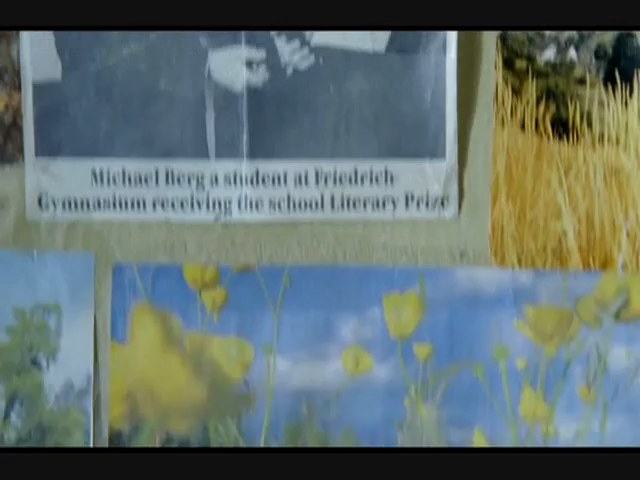 Michael Berg a student at Friedrich
Gymnasium receiving the school Literary Prize